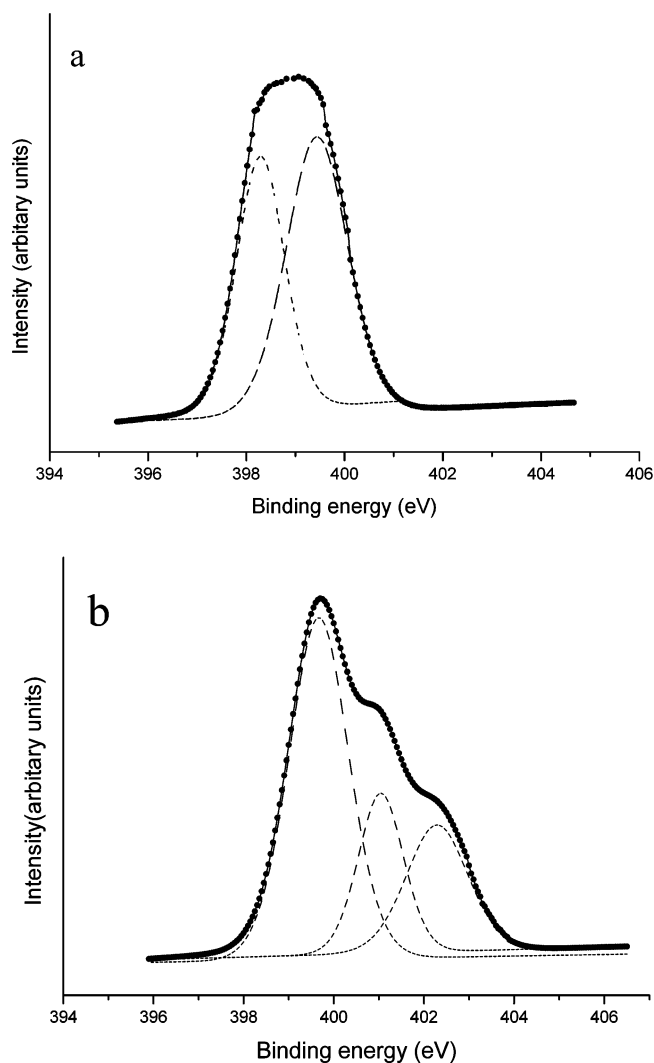 a
Intensity (arbitary units)
394 396 398 400 402 404 406
Binding energy (eV)
b
Intensity(arbitary units)
394 396 398 400 402 404 406
Binding energy (eV)